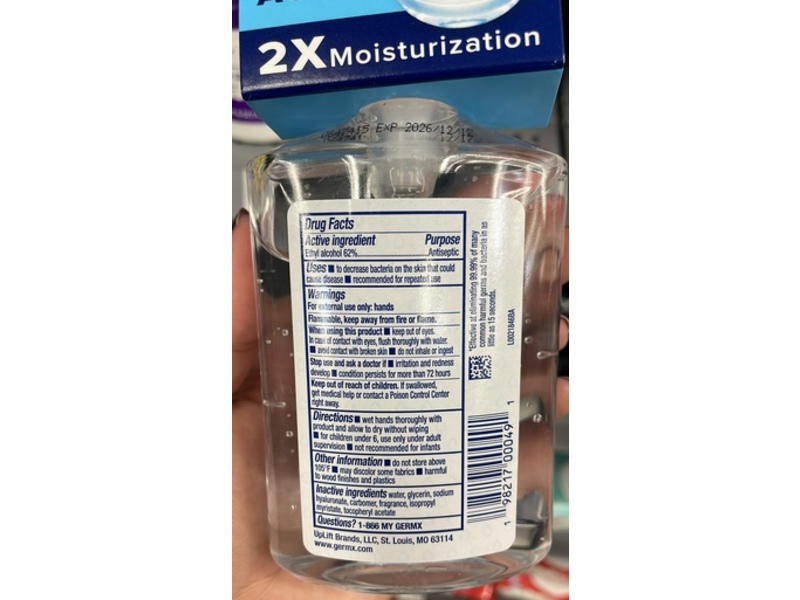 2X Moisturization
EXP 2026/12/
Drug Facts
Active ingredient Purpose
Ethyl alcohol 62%....................Antiseptic
Uses ■ to decrease bacteria on the skin that could
cause disease ■ recommended for repeated use
Warnings
For external use only: hands
Flammable, keep away from fire or flame.
When using this product ■ keep out of eyes.
In case of contact with eyes, flush thoroughly with water.
■ avoid contact with broken skin ■ do not inhale or ingest
Stop use and ask a doctor if ■ irritation and redness
develop ■ condition persists for more than 72 hours
Keep out of reach of children. If swallowed,
get medical help or contact a Poison Control Center
right away.
Directions ■ wet hands thoroughly with
product and allow to dry without wiping
■ for children under 6, use only under adult
supervision ■ not recommended for infants
Other information ■ do not store above
105°F ■ may discolor some fabrics ■ harmful
to wood finishes and plastics
Inactive ingredients water, glycerin, sodium
hyaluronate, carbomer, fragrance, isopropyl
myristate, tocopheryl acetate
Questions? 1-866 MY GERMX
UpLift Brands, LLC, St. Louis, MO 63114
www.germx.com
*Effective at eliminating 99.99% of many
common harmful germs and bacteria in as
little as 15 seconds.
L0021846BA
1 98217 00049 1